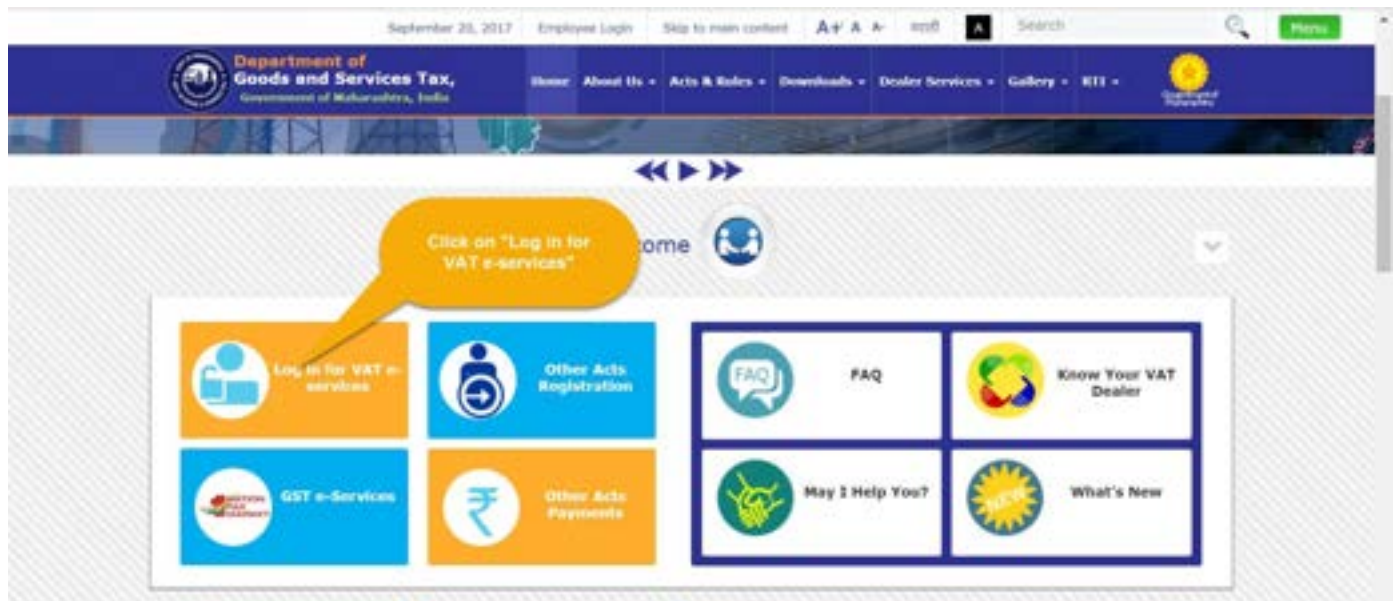 September 20, 2017 Employee Login Skip to main content A+ A A- मराठी A Search Menu
Department of
Goods and Services Tax,
Government of Maharashtra, India
Home About Us Acts & Rules Downloads Dealer Services Gallery RTI
Click on "Log in for
VAT e-services"
come
Log in for VAT e-
services
Other Acts
Registration
FAQ
FAQ
Know Your VAT
Dealer
GST e-Services
Other Acts
Payments
May I Help You?
NEW
What's New